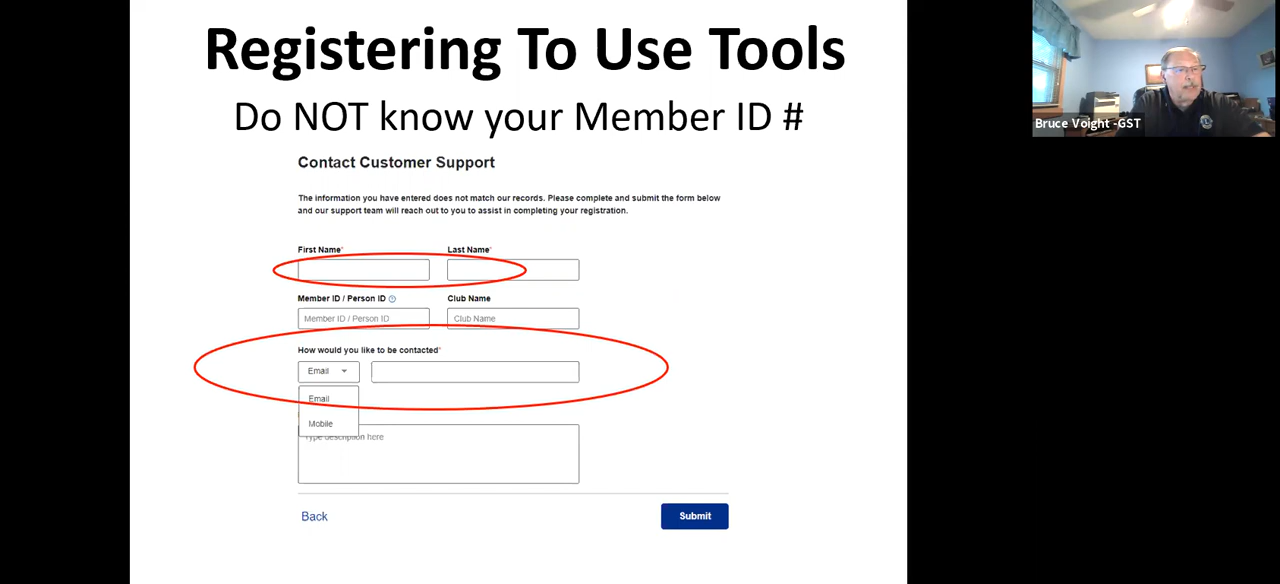 Registering To Use Tools
Do NOT know your Member ID #
Contact Customer Support
The information you have entered does not match our records. Please complete and submit the form below
and our support team will reach out to you to assist in completing your registration.
First Name*
Last Name*
Member ID / Person ID ?
Club Name
Member ID / Person ID
Club Name
How would you like to be contacted*
Email
Email
Mobile
Type description here
Back
Submit
Bruce Voight -GST